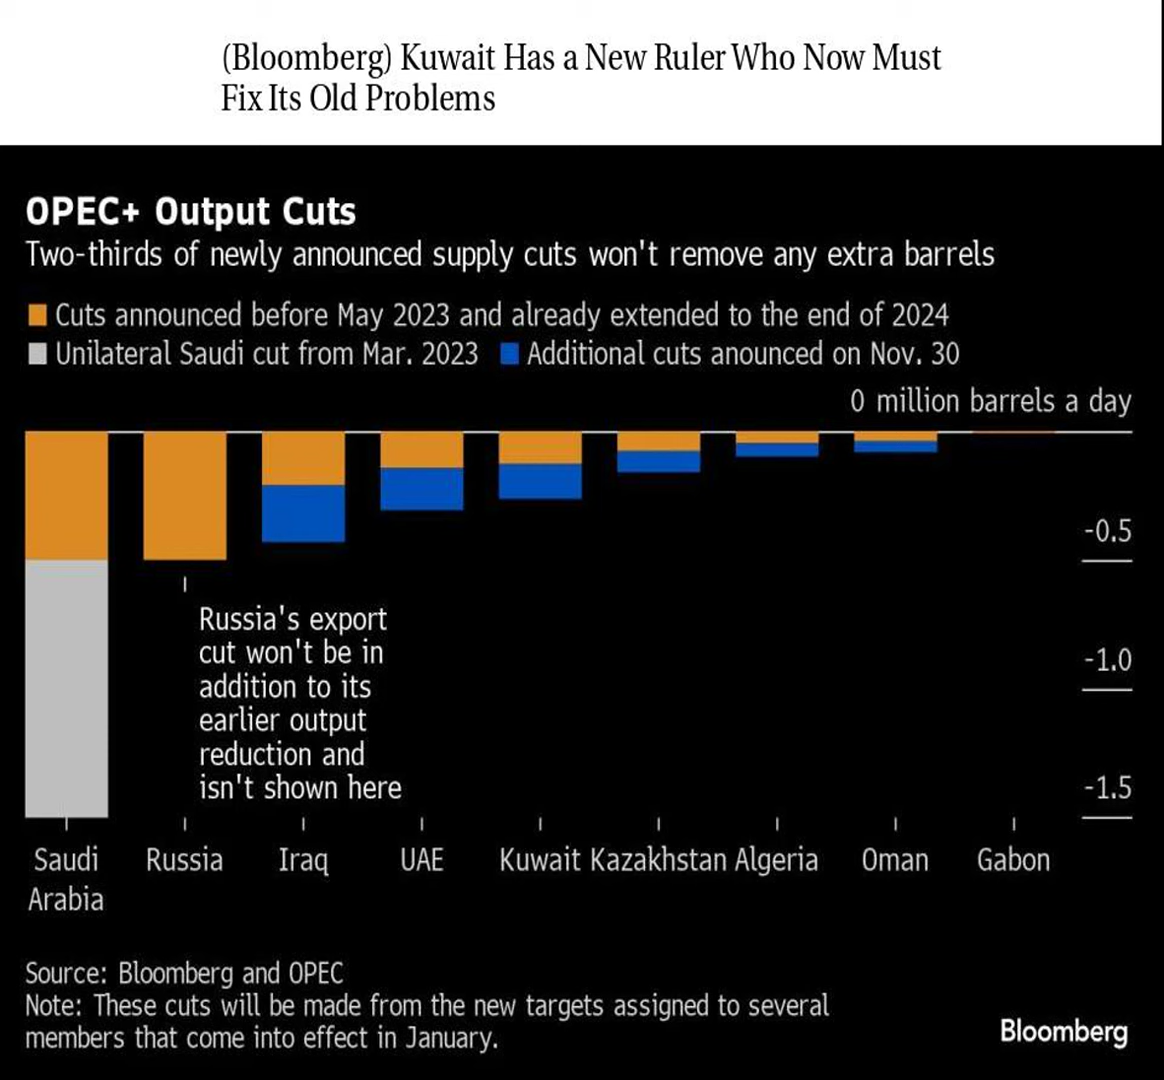 (Bloomberg) Kuwait Has a New Ruler Who Now Must
Fix Its Old Problems
OPEC+ Output Cuts
Two-thirds of newly announced supply cuts won't remove any extra barrels
Cuts announced before May 2023 and already extended to the end of 2024
Unilateral Saudi cut from Mar. 2023 Additional cuts anounced on Nov. 30
0 million barrels a day
-0.5
-1.0
-1.5
Russia's export
cut won't be in
addition to its
earlier output
reduction and
isn't shown here
Saudi Arabia
Russia
Iraq
UAE
Kuwait
Kazakhstan
Algeria
Oman
Gabon
Source: Bloomberg and OPEC
Note: These cuts will be made from the new targets assigned to several
members that come into effect in January.
Bloomberg